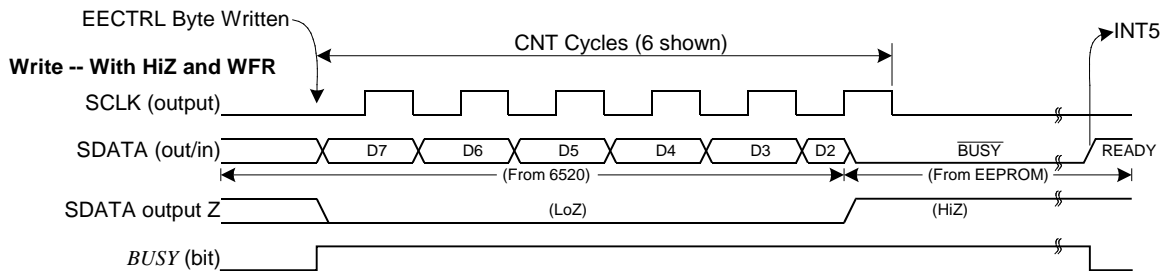 EECTRL Byte Written
INT5
CNT Cycles (6 shown)
Write -- With HiZ and WFR
SCLK (output)
SDATA (out/in) D7 D6 D5 D4 D3 D2 BUSY READY
(From 6520) (From EEPROM)
SDATA output Z (LoZ) (HiZ)
BUSY (bit)